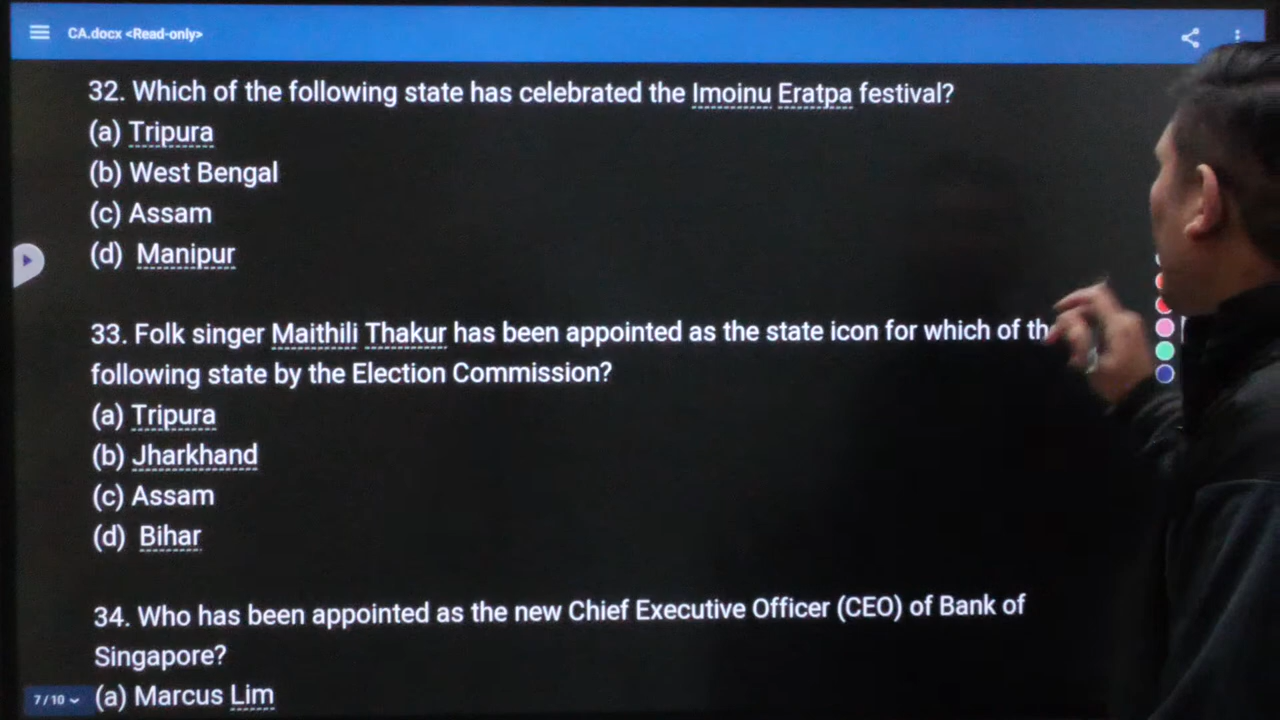 CA.docx <Read-only>
32. Which of the following state has celebrated the Imoinu Eratpa festival?
(a) Tripura
(b) West Bengal
(c) Assam
(d) Manipur
33. Folk singer Maithili Thakur has been appointed as the state icon for which of th
following state by the Election Commission?
(a) Tripura
(b) Jharkhand
(c) Assam
(d) Bihar
34. Who has been appointed as the new Chief Executive Officer (CEO) of Bank of
Singapore?
7/10
(a) Marcus Lim